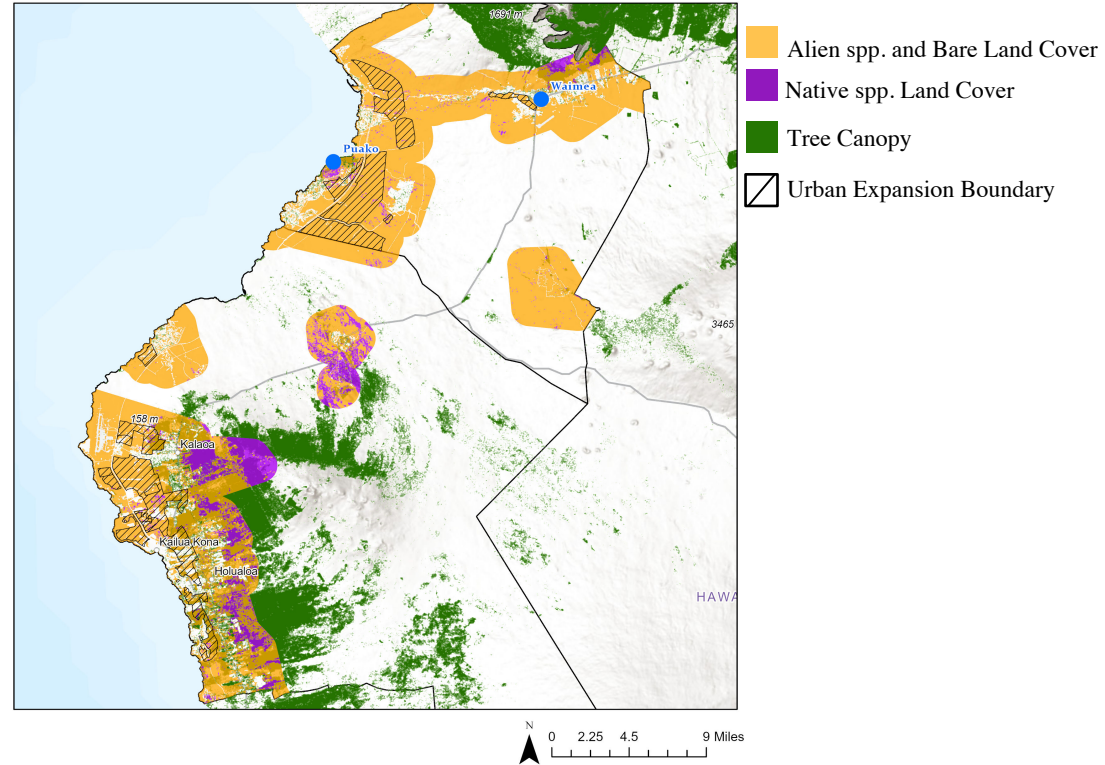 1691 m
Waimea
Puako
3465
158 m
Kalaoa
Kailua Kona
Holualoa
HAWA
Alien spp. and Bare Land Cover
Native spp. Land Cover
Tree Canopy
Urban Expansion Boundary
N
0 2.25 4.5 9 Miles